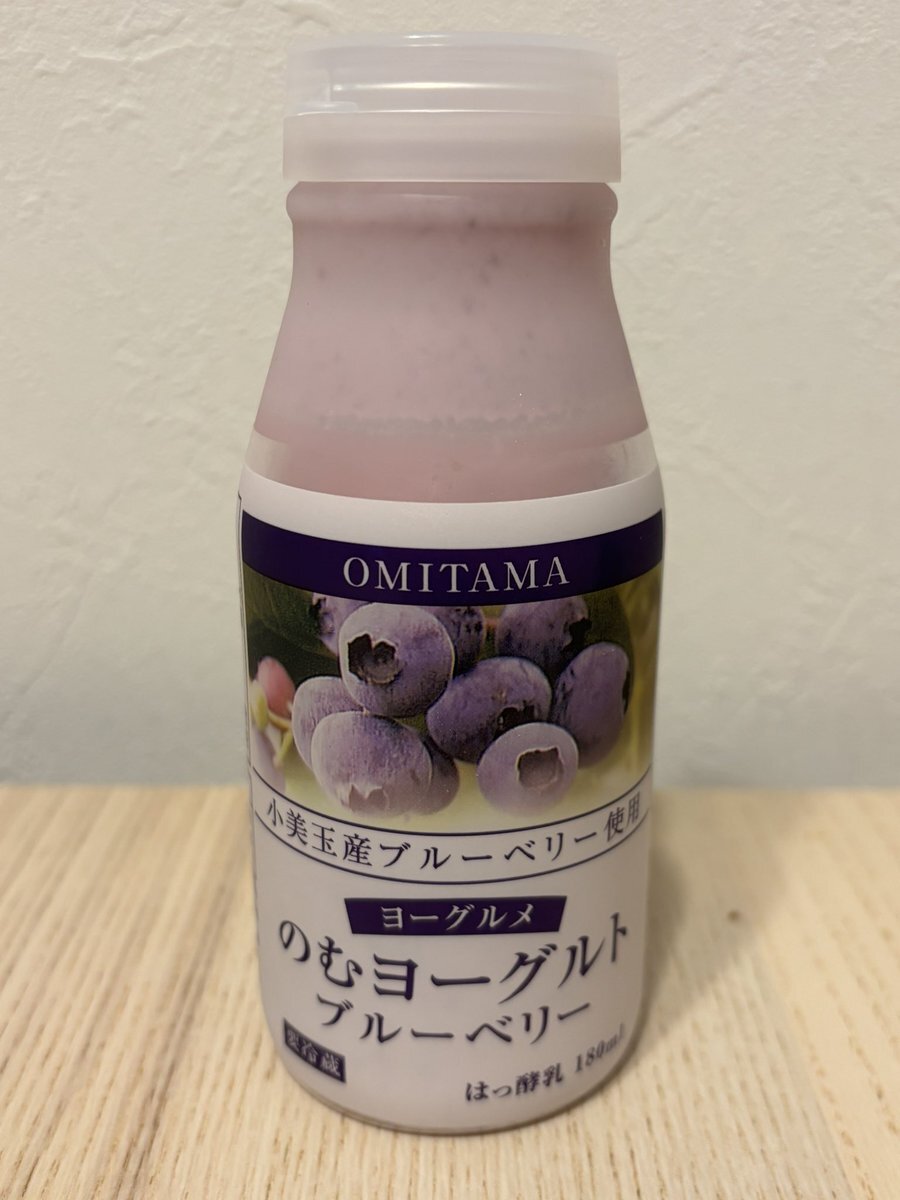 OMITAMA
小美玉産ブルーベリー使用
ヨーグルメ
のむヨーグルト
ブルーベリー
要冷蔵
はっ酵乳 180ml